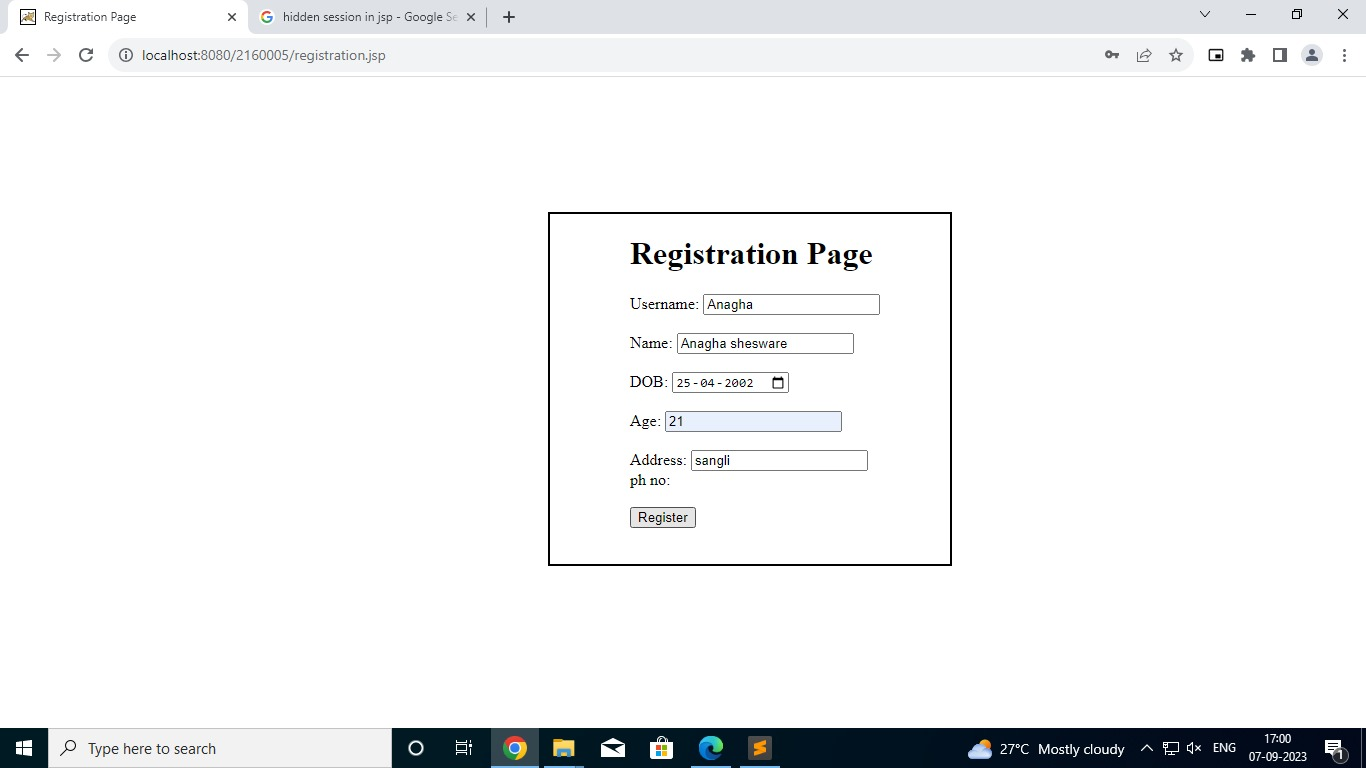 Registration Page
hidden session in jsp - Google Se
localhost:8080/2160005/registration.jsp
Registration Page
Username: Anagha
Name: Anagha shesware
DOB: 25-04-2002
Age: 21
Address: sangli
ph no:
Register
Type here to search
27°C Mostly cloudy
ENG
17:00
07-09-2023
1